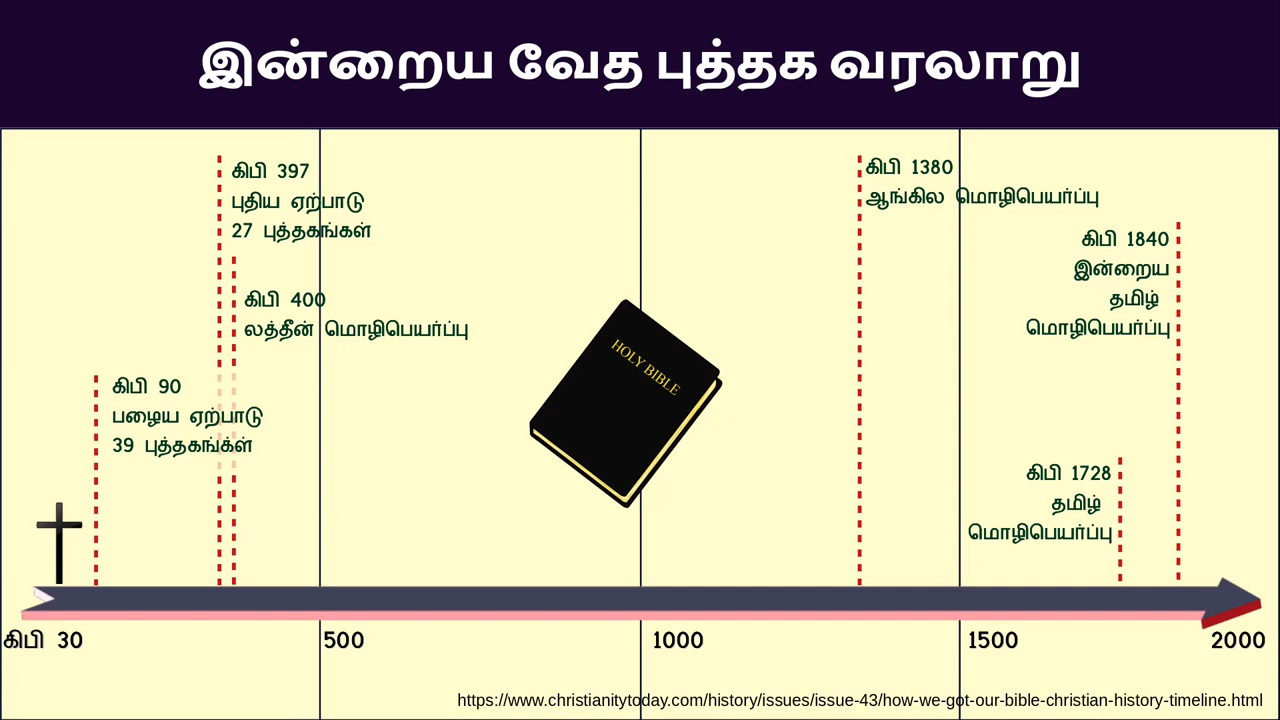 இன்றைய வேத புத்தக வரலாறு
கிபி 397
புதிய ஏற்பாடு
27 புத்தகங்கள்
கிபி 400
லத்தீன் மொழிபெயர்ப்பு
கிபி 90
பழைய ஏற்பாடு
39 புத்தகங்க்ள்
கிபி 1380
ஆங்கில மொழிபெயர்ப்பு
கிபி 1840
இன்றைய
தமிழ்
மொழிபெயர்ப்பு
கிபி 1728
தமிழ்
மொழிபெயர்ப்பு
HOLY BIBLE
கிபி 30
500
1000
1500
2000
https://www.christianitytoday.com/history/issues/issue-43/how-we-got-our-bible-christian-history-timeline.html